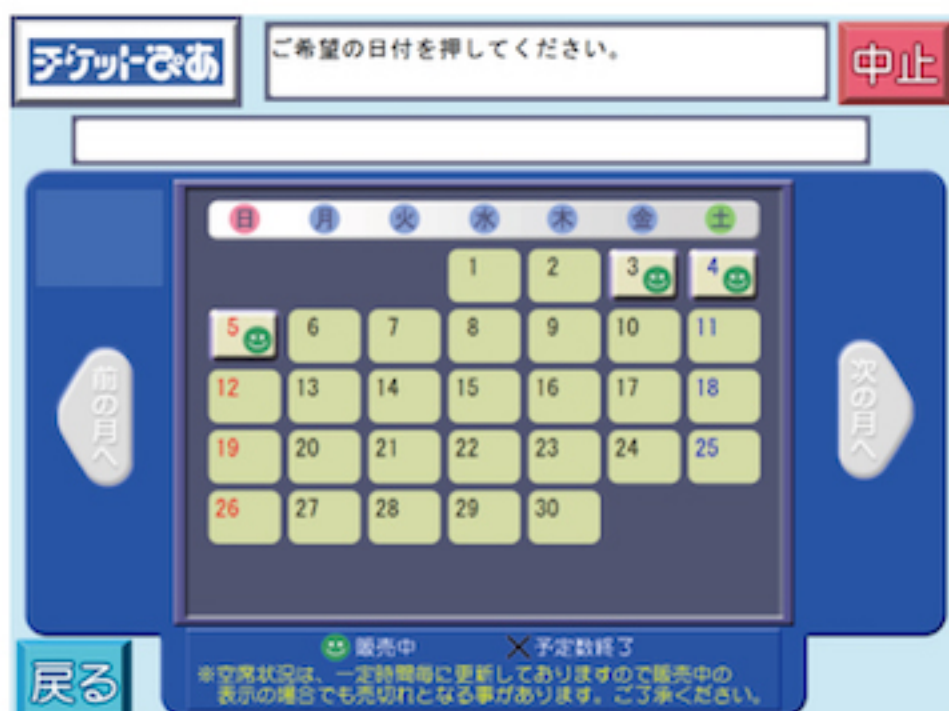 チケットぴあ
ご希望の日付を押してください。
中止
日 月 火 水 木 金 土
1 2 3 4
5 6 7 8 9 10 11
12 13 14 15 16 17 18
19 20 21 22 23 24 25
26 27 28 29 30
前の月へ
次の月へ
販売中 ×予定数終了
※空席状況は、一定時間毎に更新しておりますので販売中の
表示の場合でも売切れとなる事があります。ご了承ください。
戻る